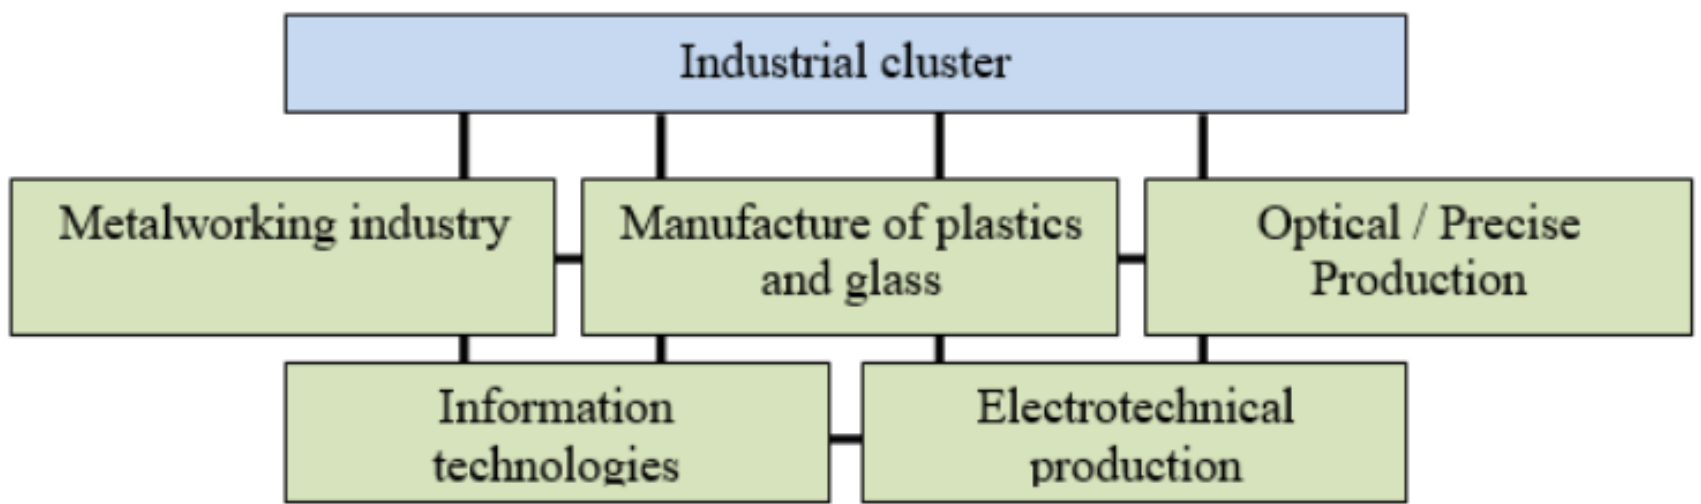 Industrial cluster
Metalworking industry
Manufacture of plastics
and glass
Optical / Precise
Production
Information
technologies
Electrotechnical
production